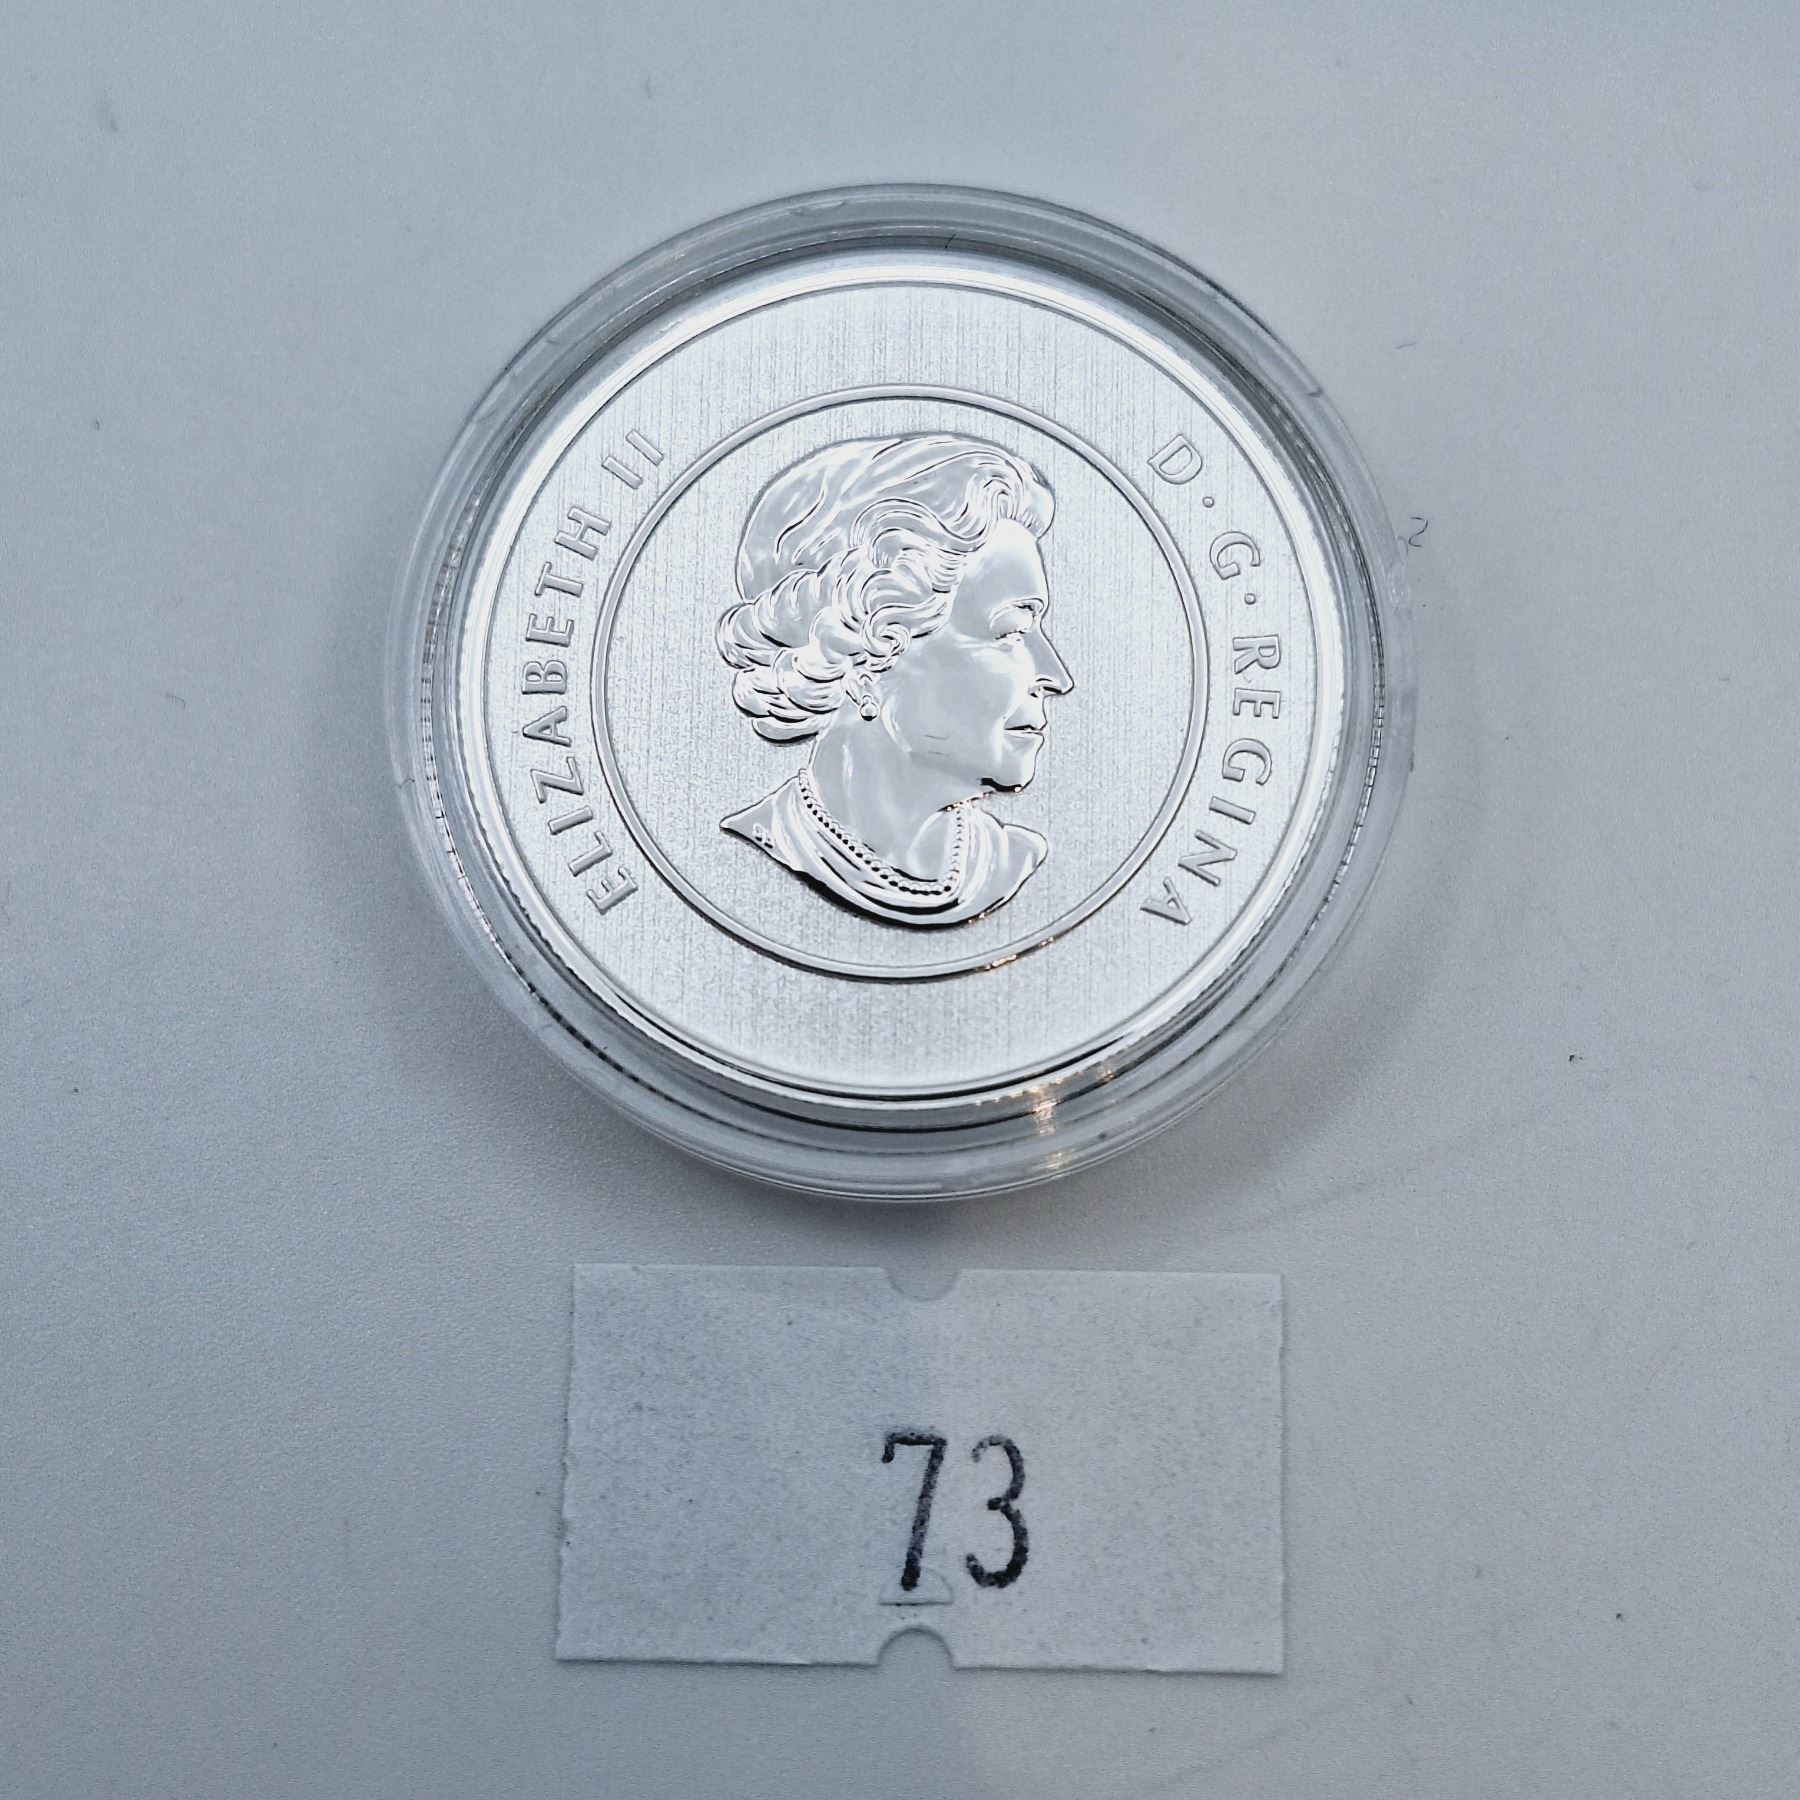 ELIZABETH II
D·G·REGINA
73